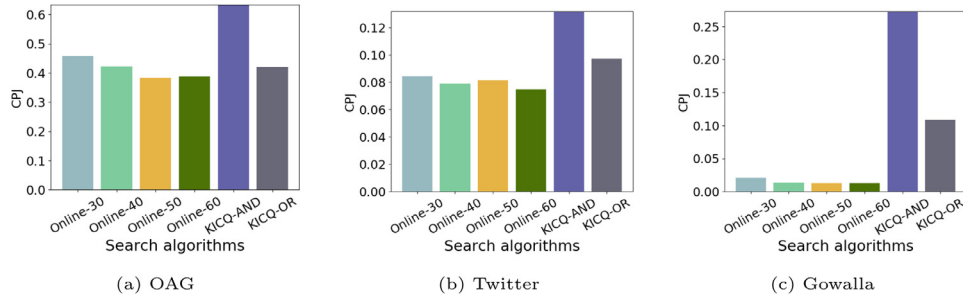 0.6
0.5
0.4
0.3
0.2
0.1
0.0
CPJ
Online-30
Online-40
Online-50
Online-60
KICQ-AND
KICQ-OR
Search algorithms
(a) OAG
0.12
0.10
0.08
0.06
0.04
0.02
0.00
CPJ
Online-30
Online-40
Online-50
Online-60
KICQ-AND
KICQ-OR
Search algorithms
(b) Twitter
0.25
0.20
0.15
0.10
0.05
0.00
CPJ
Online-30
Online-40
Online-50
Online-60
KICQ-AND
KICQ-OR
Search algorithms
(c) Gowalla